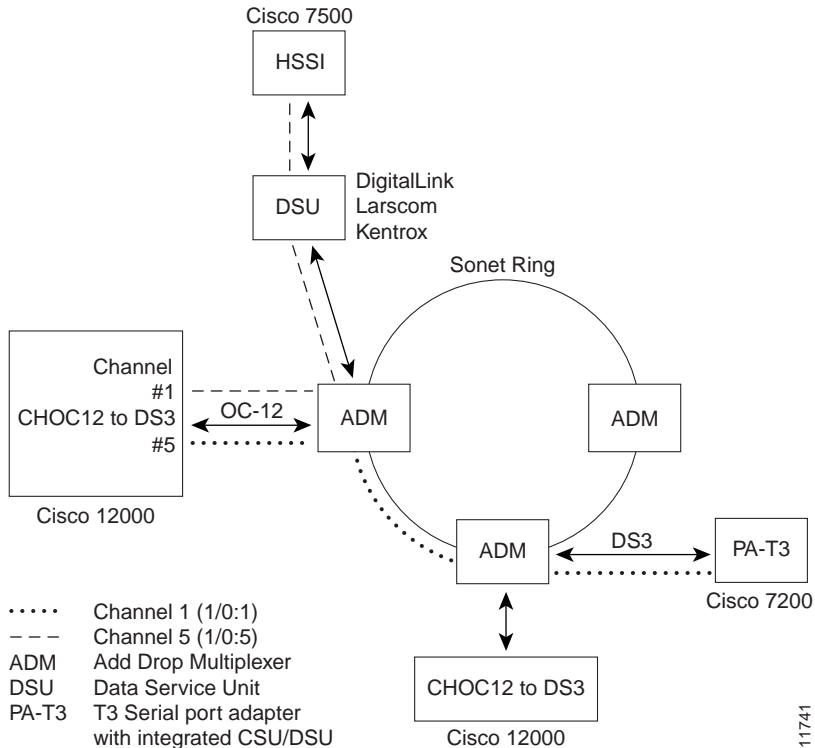 Cisco 7500
HSSI
DSU
DigitalLink
Larscom
Kentrox
Sonet Ring
Channel
#1
CHOC12 to DS3
#5
Cisco 12000
OC-12
ADM
ADM
ADM
DS3
PA-T3
Cisco 7200
CHOC12 to DS3
Cisco 12000
Channel 1 (1/0:1)
Channel 5 (1/0:5)
ADM Add Drop Multiplexer
DSU Data Service Unit
PA-T3 T3 Serial port adapter
with integrated CSU/DSU
11741